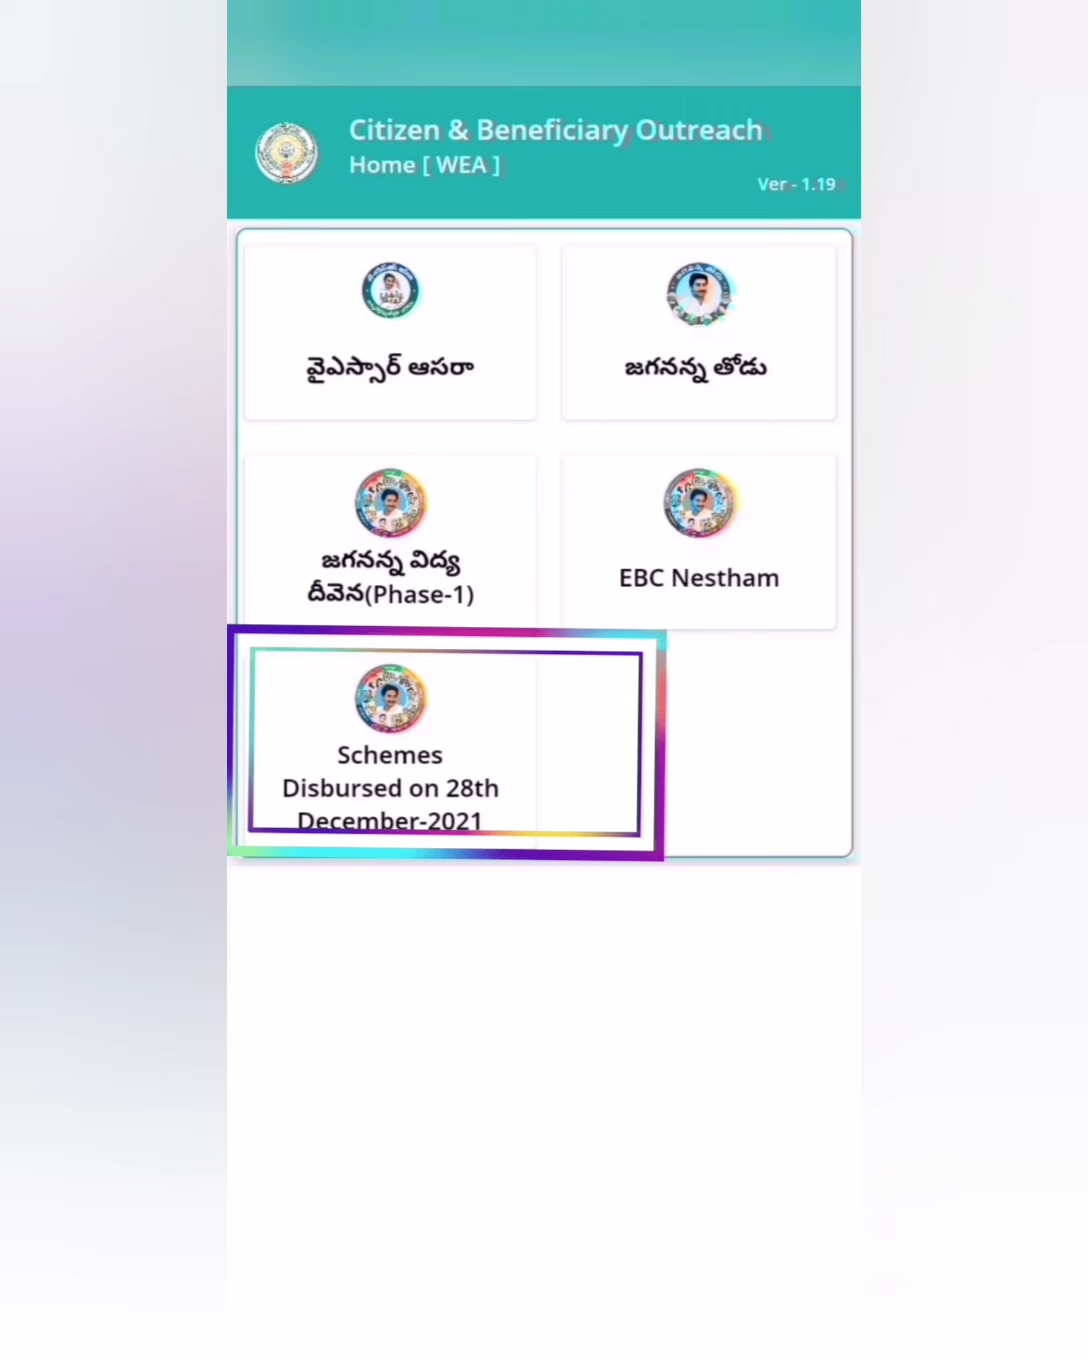 Citizen & Beneficiary Outreach
Home [ WEA ]
Ver - 1.19
వైఎస్సార్ ఆసరా
జగనన్న తోడు
జగనన్న విద్య
దీవెన(Phase-1)
EBC Nestham
Schemes
Disbursed on 28th
December-2021